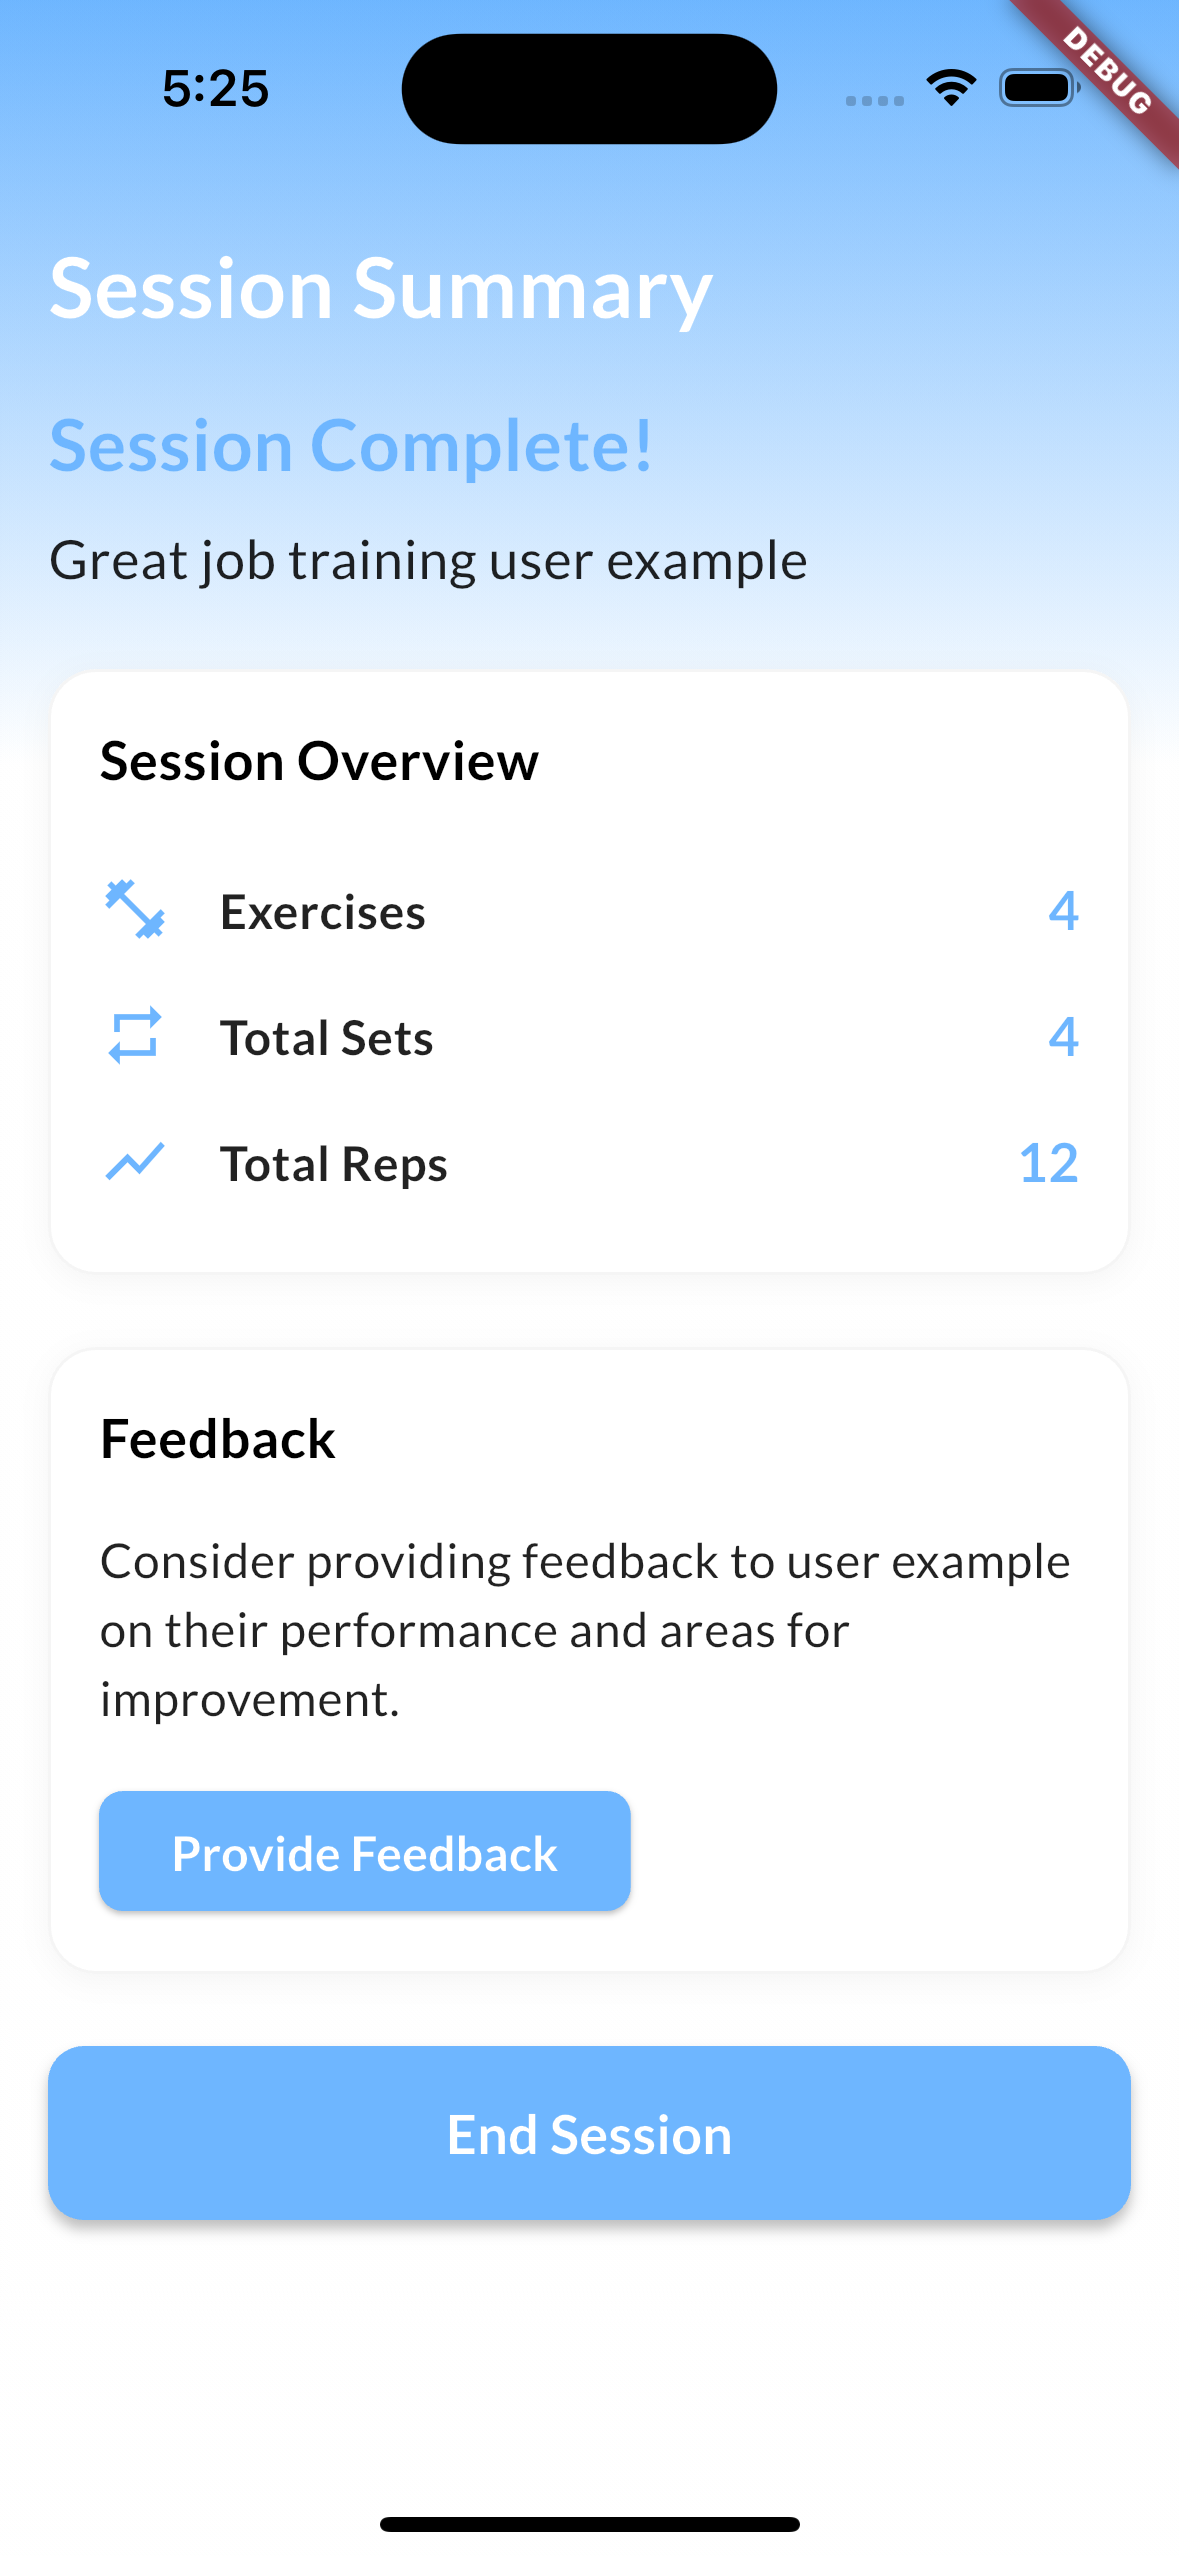 5:25
DEBUG
Session Summary
Session Complete!
Great job training user example
Session Overview
Exercises 4
Total Sets 4
Total Reps 12
Feedback
Consider providing feedback to user example
on their performance and areas for
improvement.
Provide Feedback
End Session